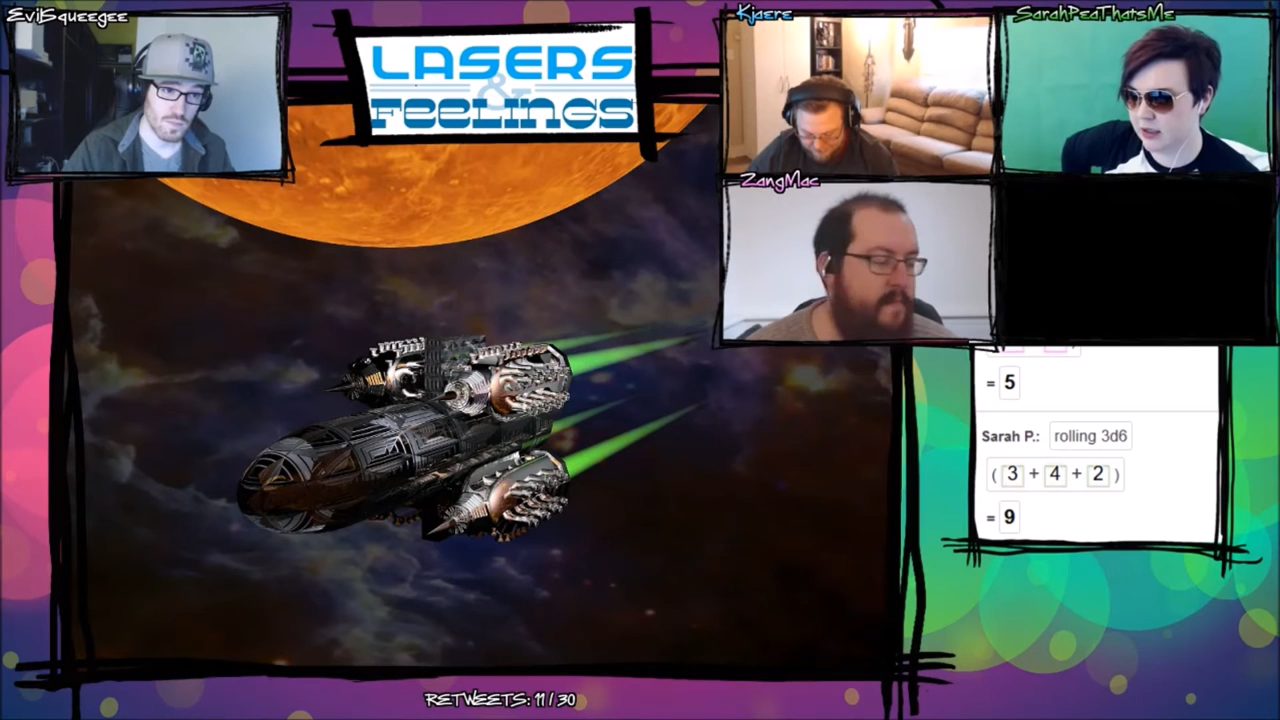 EvilSqueegee
LASERS
&
FEELINGS
Kjaere
SarahPeaThatsMe
ZangMac
= 5
Sarah P.: rolling 3d6
( 3 + 4 + 2 )
= 9
RETWEETS: 11 / 30